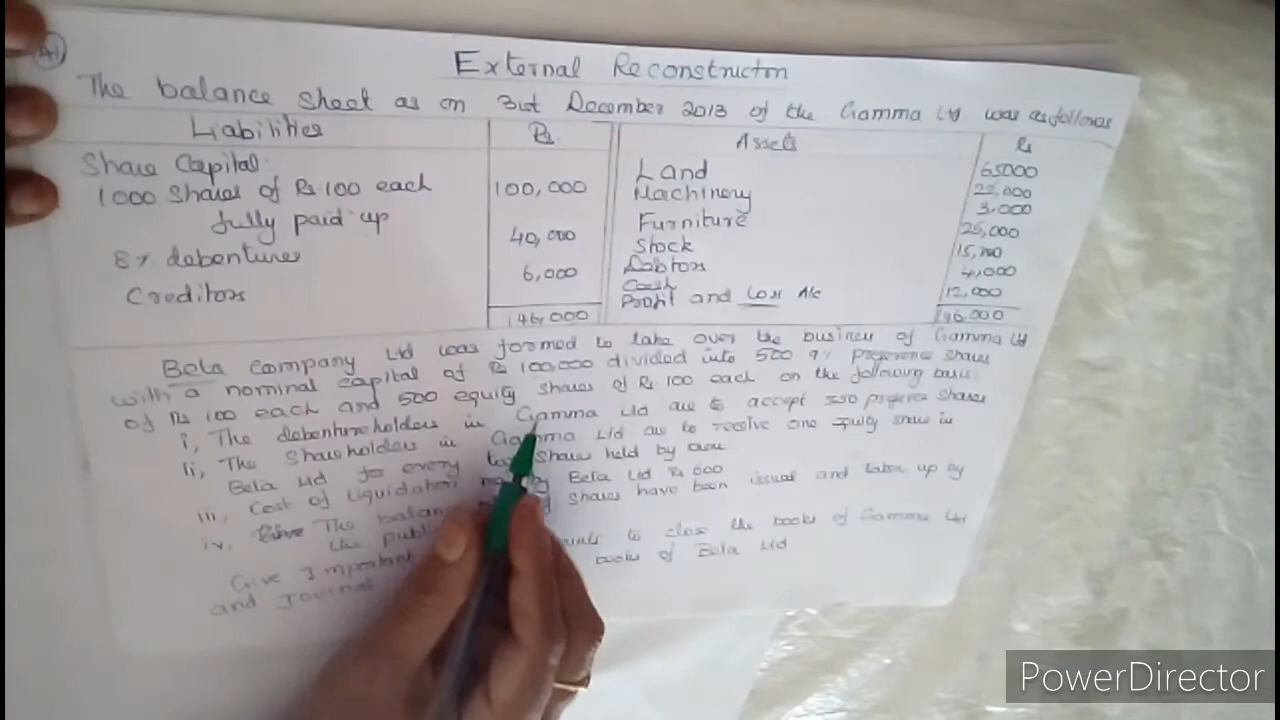 41
External Reconstructon
The balance sheet as on 31st December 2013 of the Gamma Ltd was as follows
Liabilities Rs Assets Rs
Share Capital Land 65000
1000 Shares of Rs 100 each 100,000 Machinery 22,000
fully paid up Furniture 3,000
8% debentures 40,000 Stock 25,000
Creditors 6,000 Debtors 15,000
Cash 4,000
Profit and Loss A/c 12,000
146,000 146,000
Beta Company Ltd was formed to take over the business of Gamma Ltd
with a nominal capital of Rs 100,000 divided into 500 9% preference shares
of Rs 100 each and 500 equity shares of Rs 100 each on the following basis
i, The debentureholders in Gamma Ltd are to accept 350 shares
ii, The Shareholders in Gamma Ltd are to receive one equity share in
Beta Ltd for every share held by
iii, Cost of Liquidation by Beta Ltd Rs 600
iv, The balance shares have been issued and taken up by
the public
Give Important to close the books of Gamma Ltd
and Journal books of Beta Ltd
PowerDirector